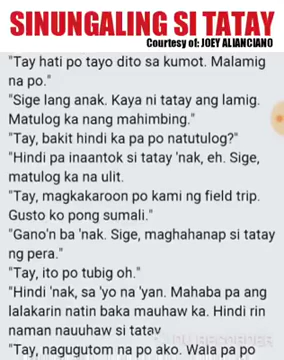 SINUNGALING SI TATAY
Courtesy of: JOEY ALIANCIANO
"Tay hati po tayo dito sa kumot. Malamig
na po."
"Sige lang anak. Kaya ni tatay ang lamig.
Matulog ka nang mahimbing."
"Tay, bakit hindi ka pa po natutulog?"
"Hindi pa inaantok si tatay 'nak, eh. Sige,
matulog ka na ulit.
"Tay, magkakaroon po kami ng field trip.
Gusto ko pong sumali."
"Gano'n ba 'nak. Sige, maghahanap si tatay
ng pera."
"Tay, ito po tubig oh."
"Hindi 'nak, sa 'yo na 'yan. Mahaba pa ang
lalakarin natin baka mauhaw ka. Hindi rin
naman nauuhaw si tatay
"Tay, nagugutom na po ako. Wala pa po